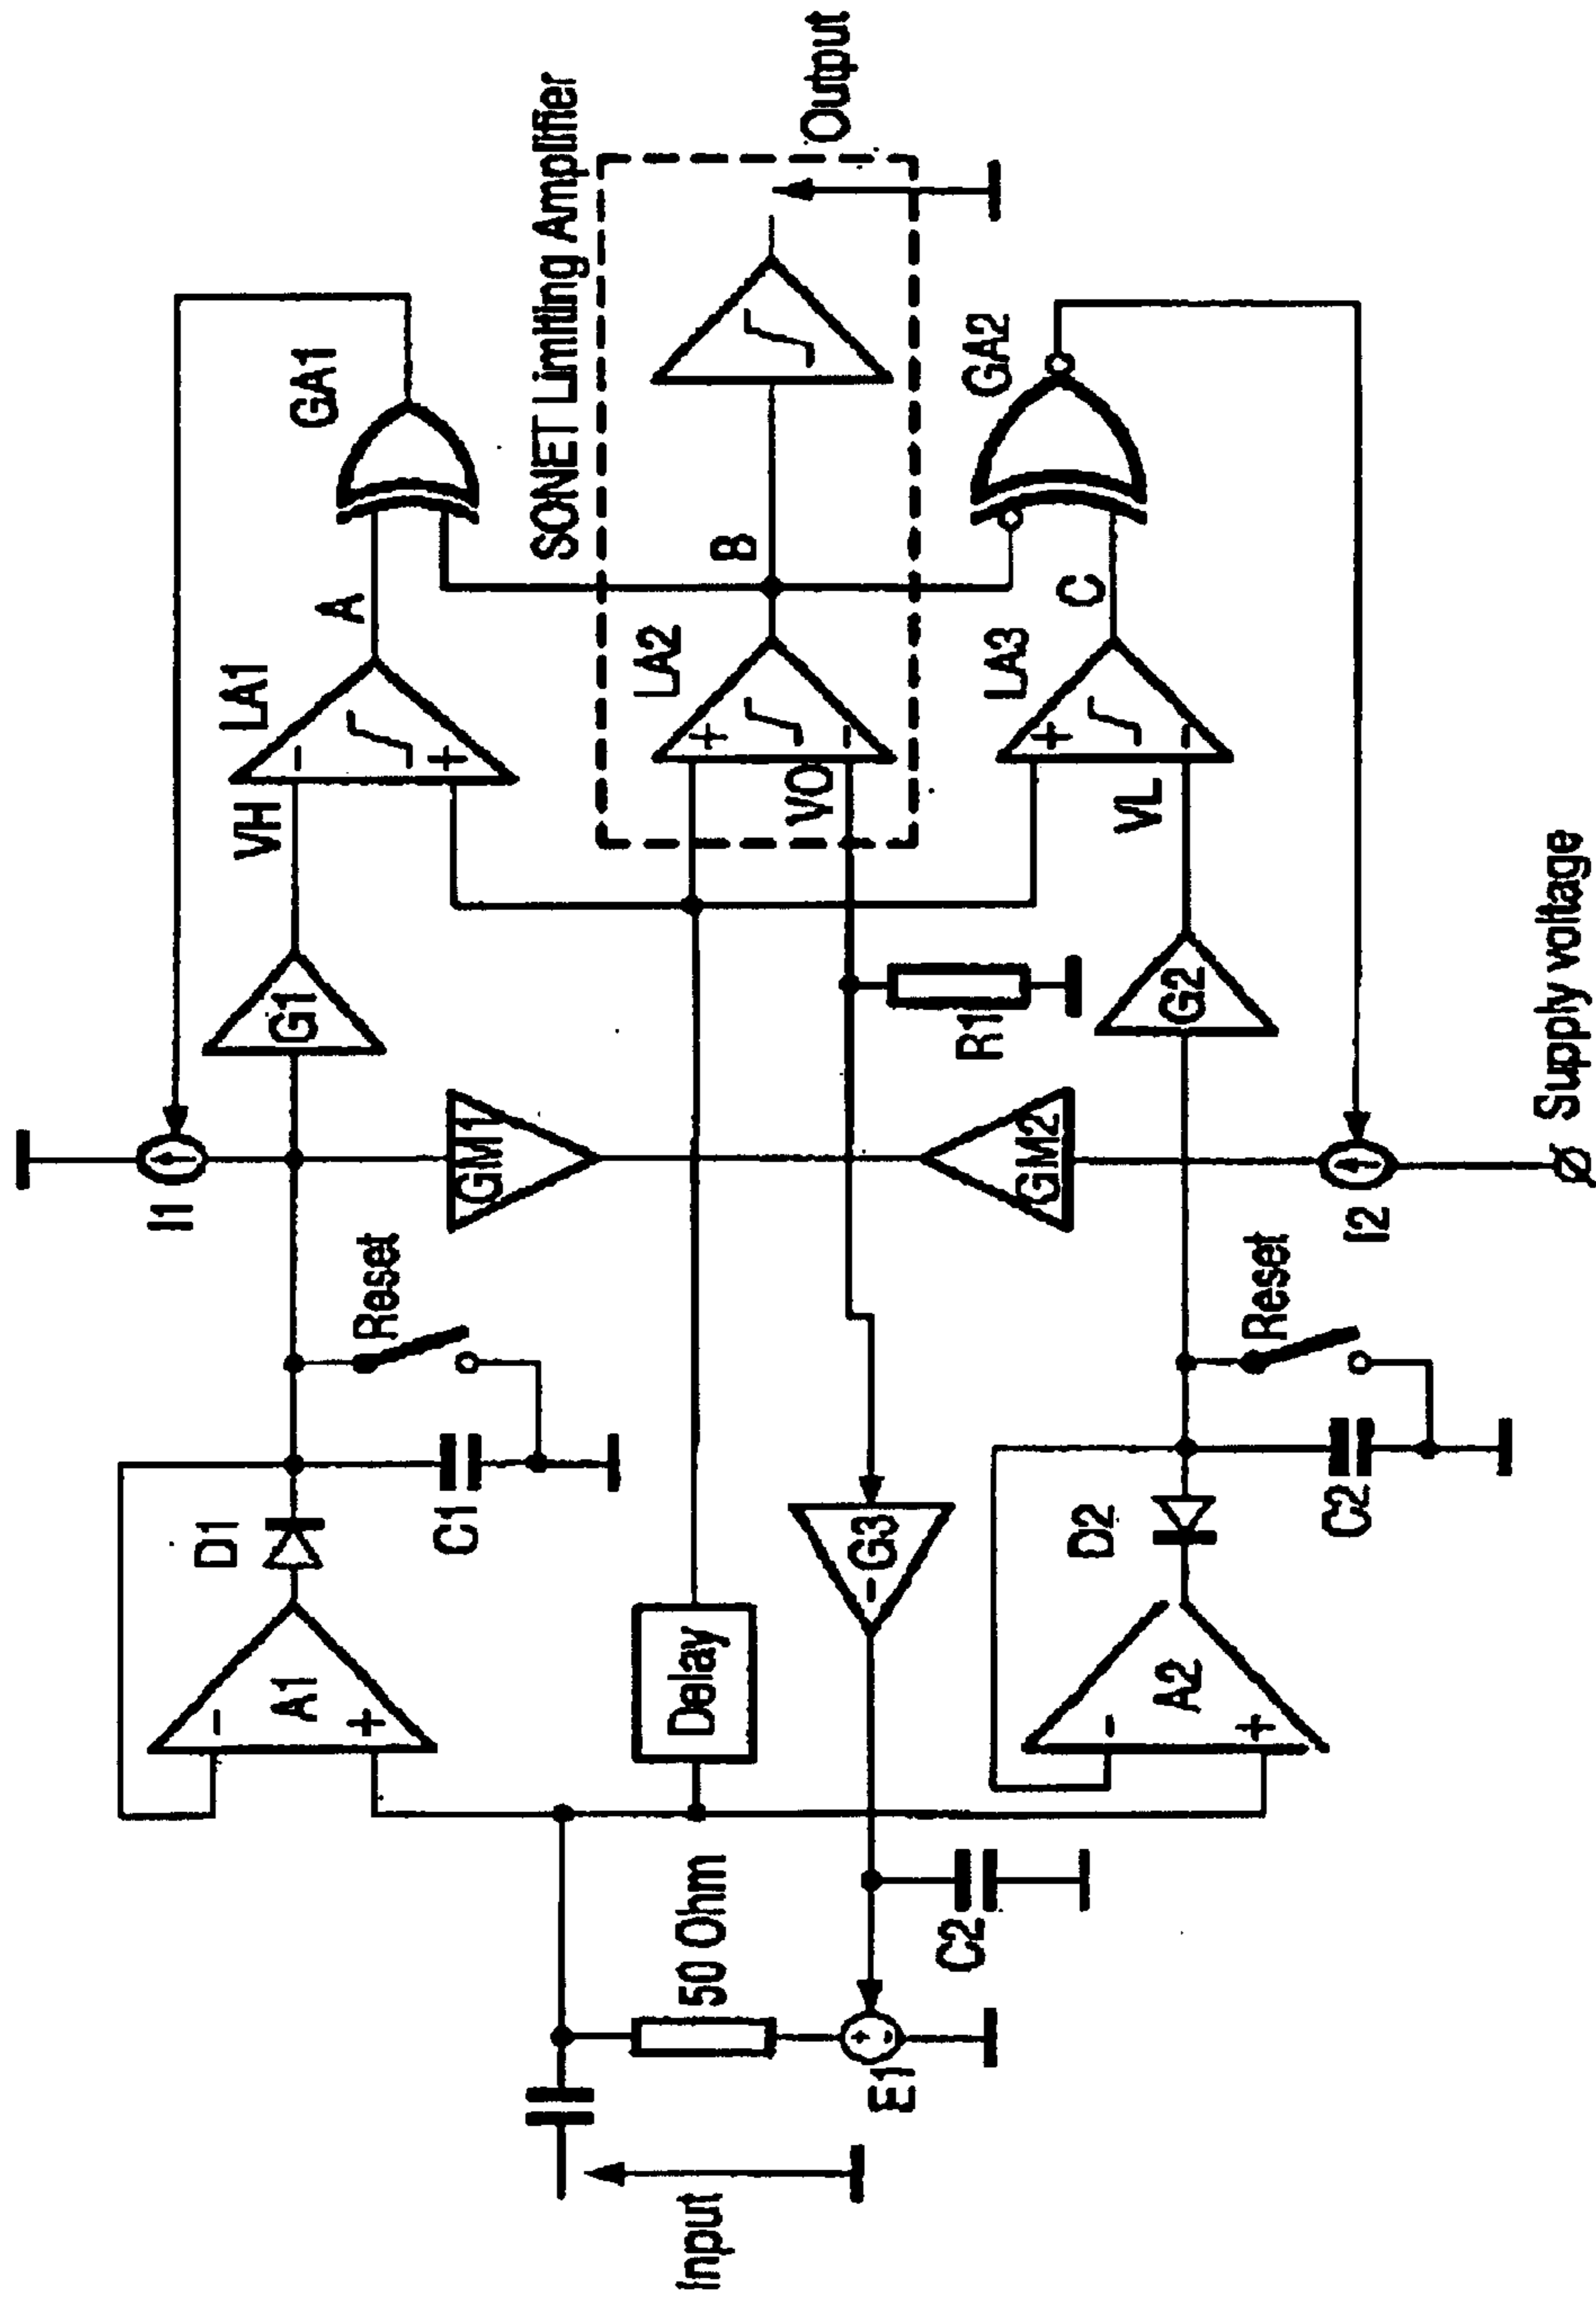 I1
GA1
LA1
VH
A
G1
D1
A1
-
+
-
+
C1
Reset
GM1
SONET Limiting Amplifier
B
LA2
+
-
VO
Output
Delay
50 Ohm
Input
R1
G3
-
E1
+
-
C2
GM2
GA2
LA3
C
+
-
VL
G2
D2
A2
-
+
C2
Reset
I2
Supply voltage